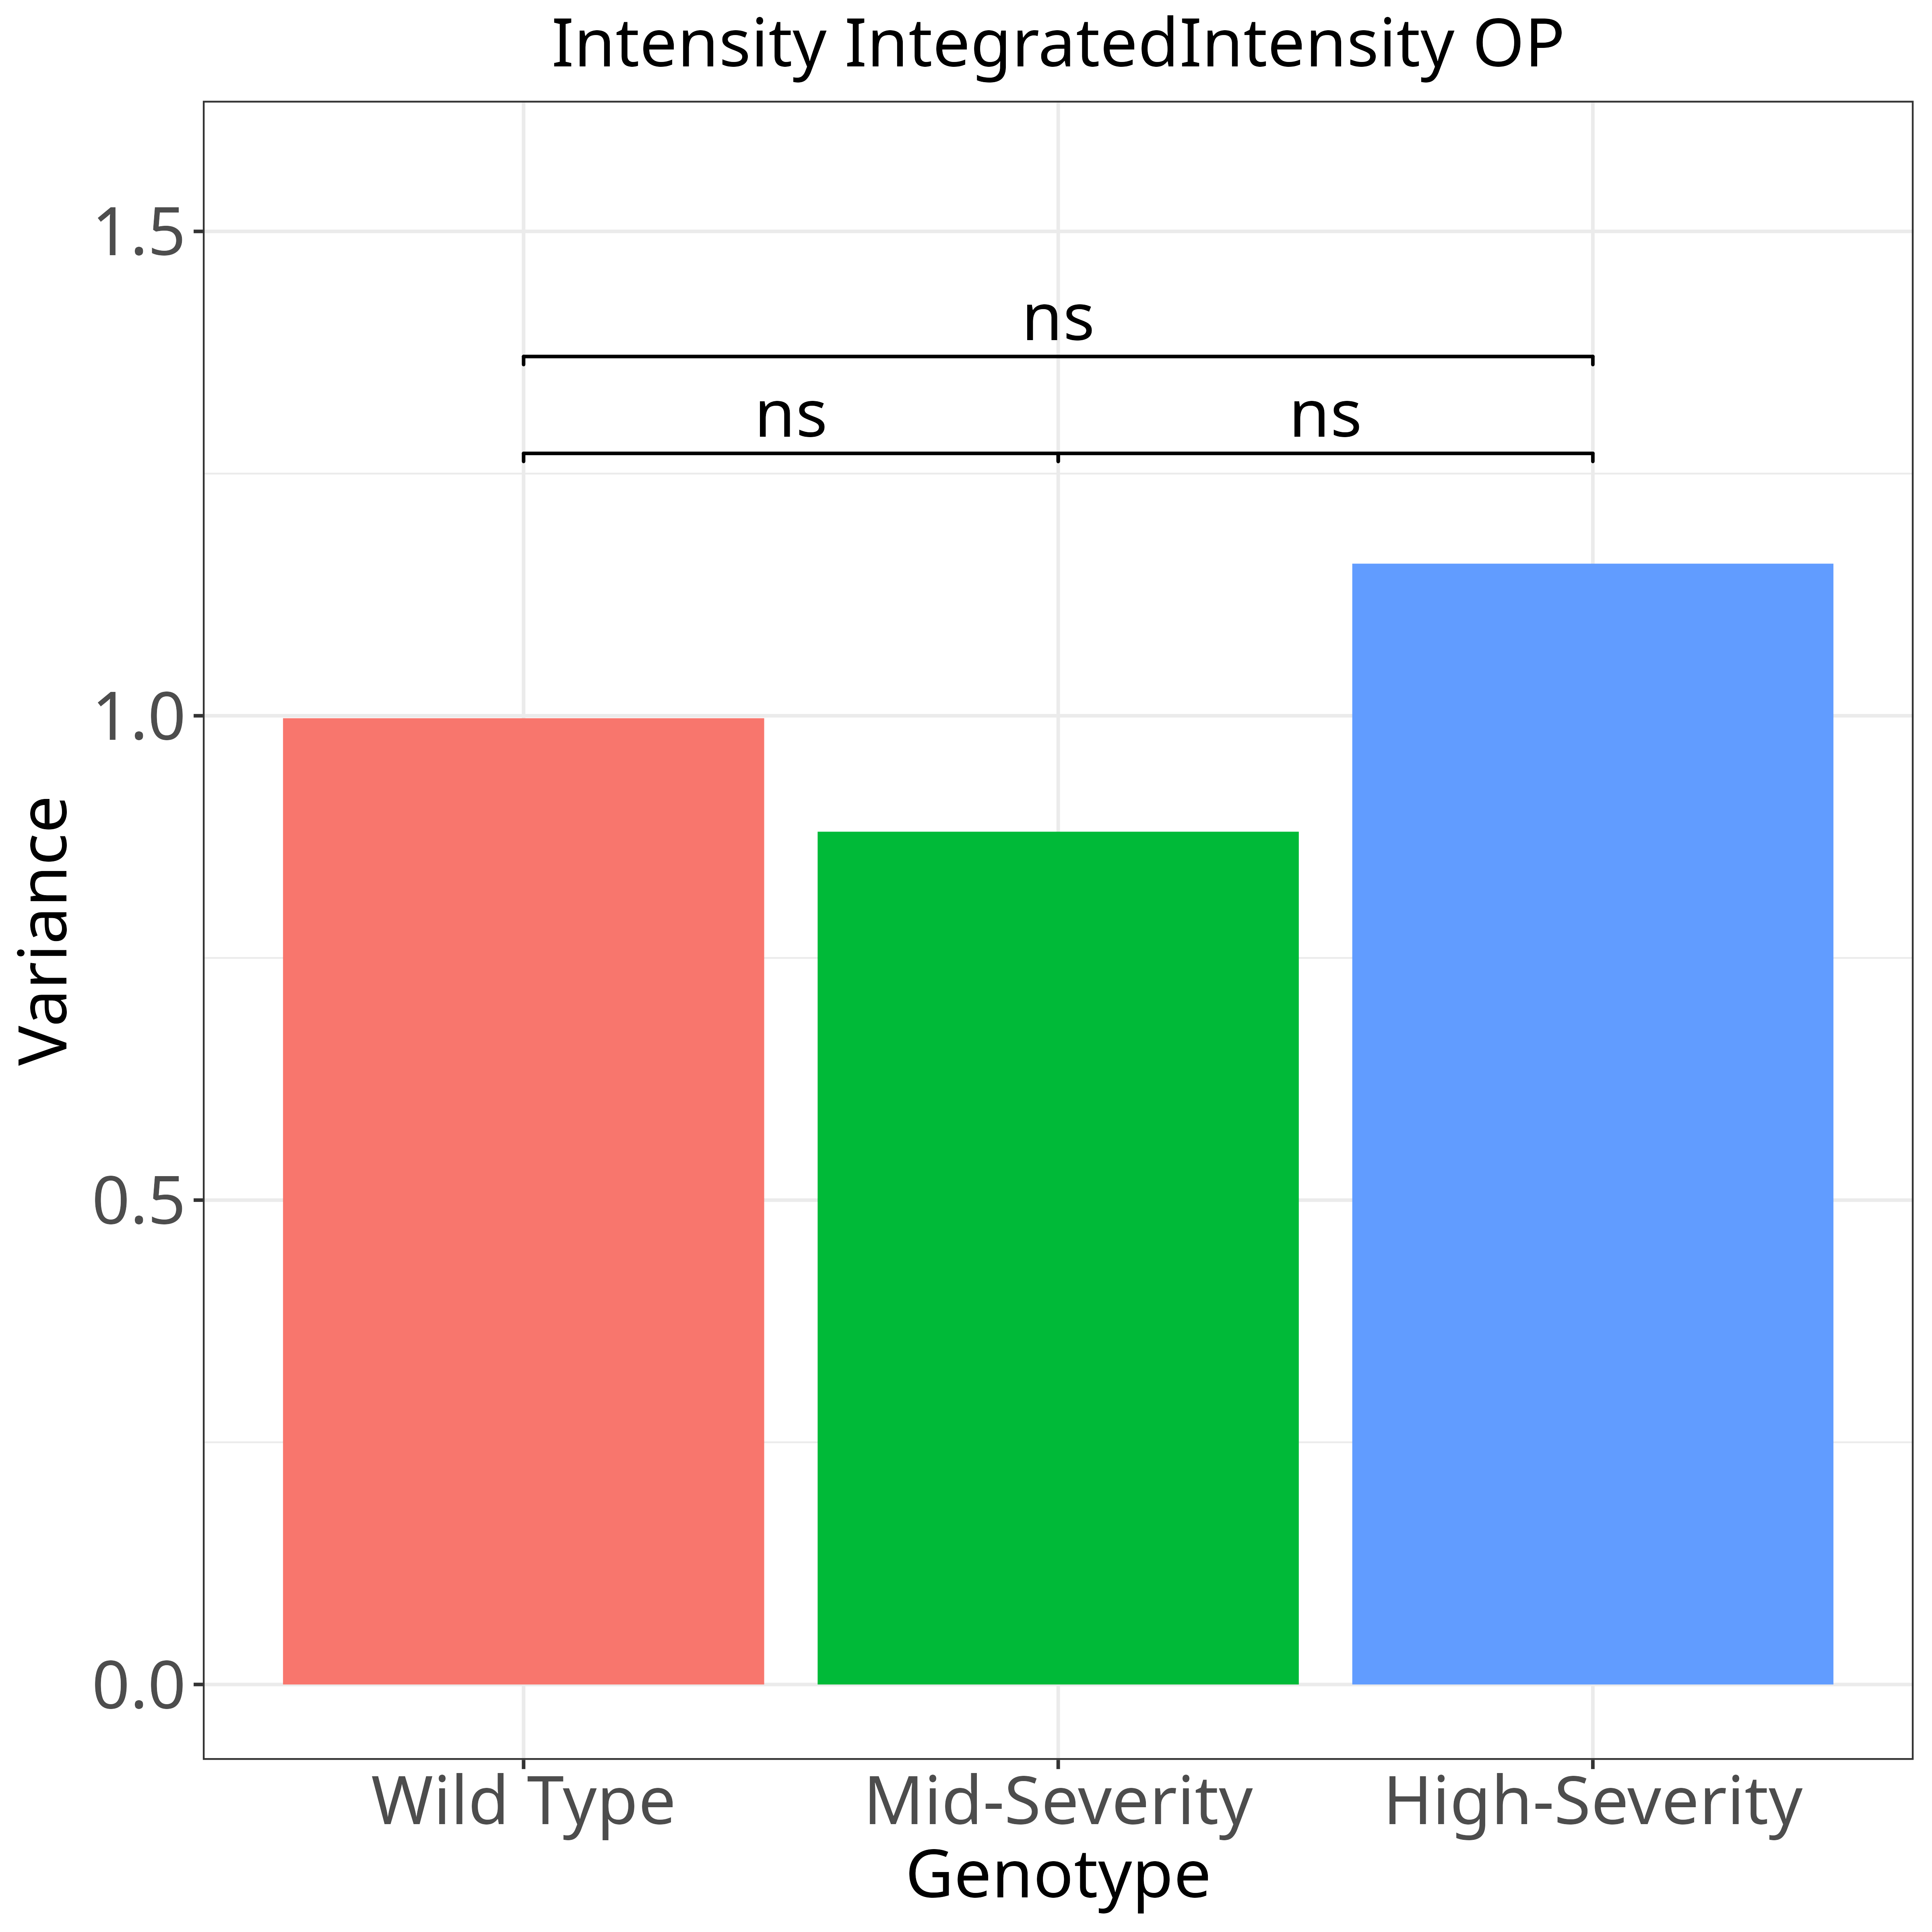 Intensity IntegratedIntensity OP
1.5
ns
ns ns
1.0
Variance
0.5
0.0
Wild Type Mid-Severity High-Severity
Genotype